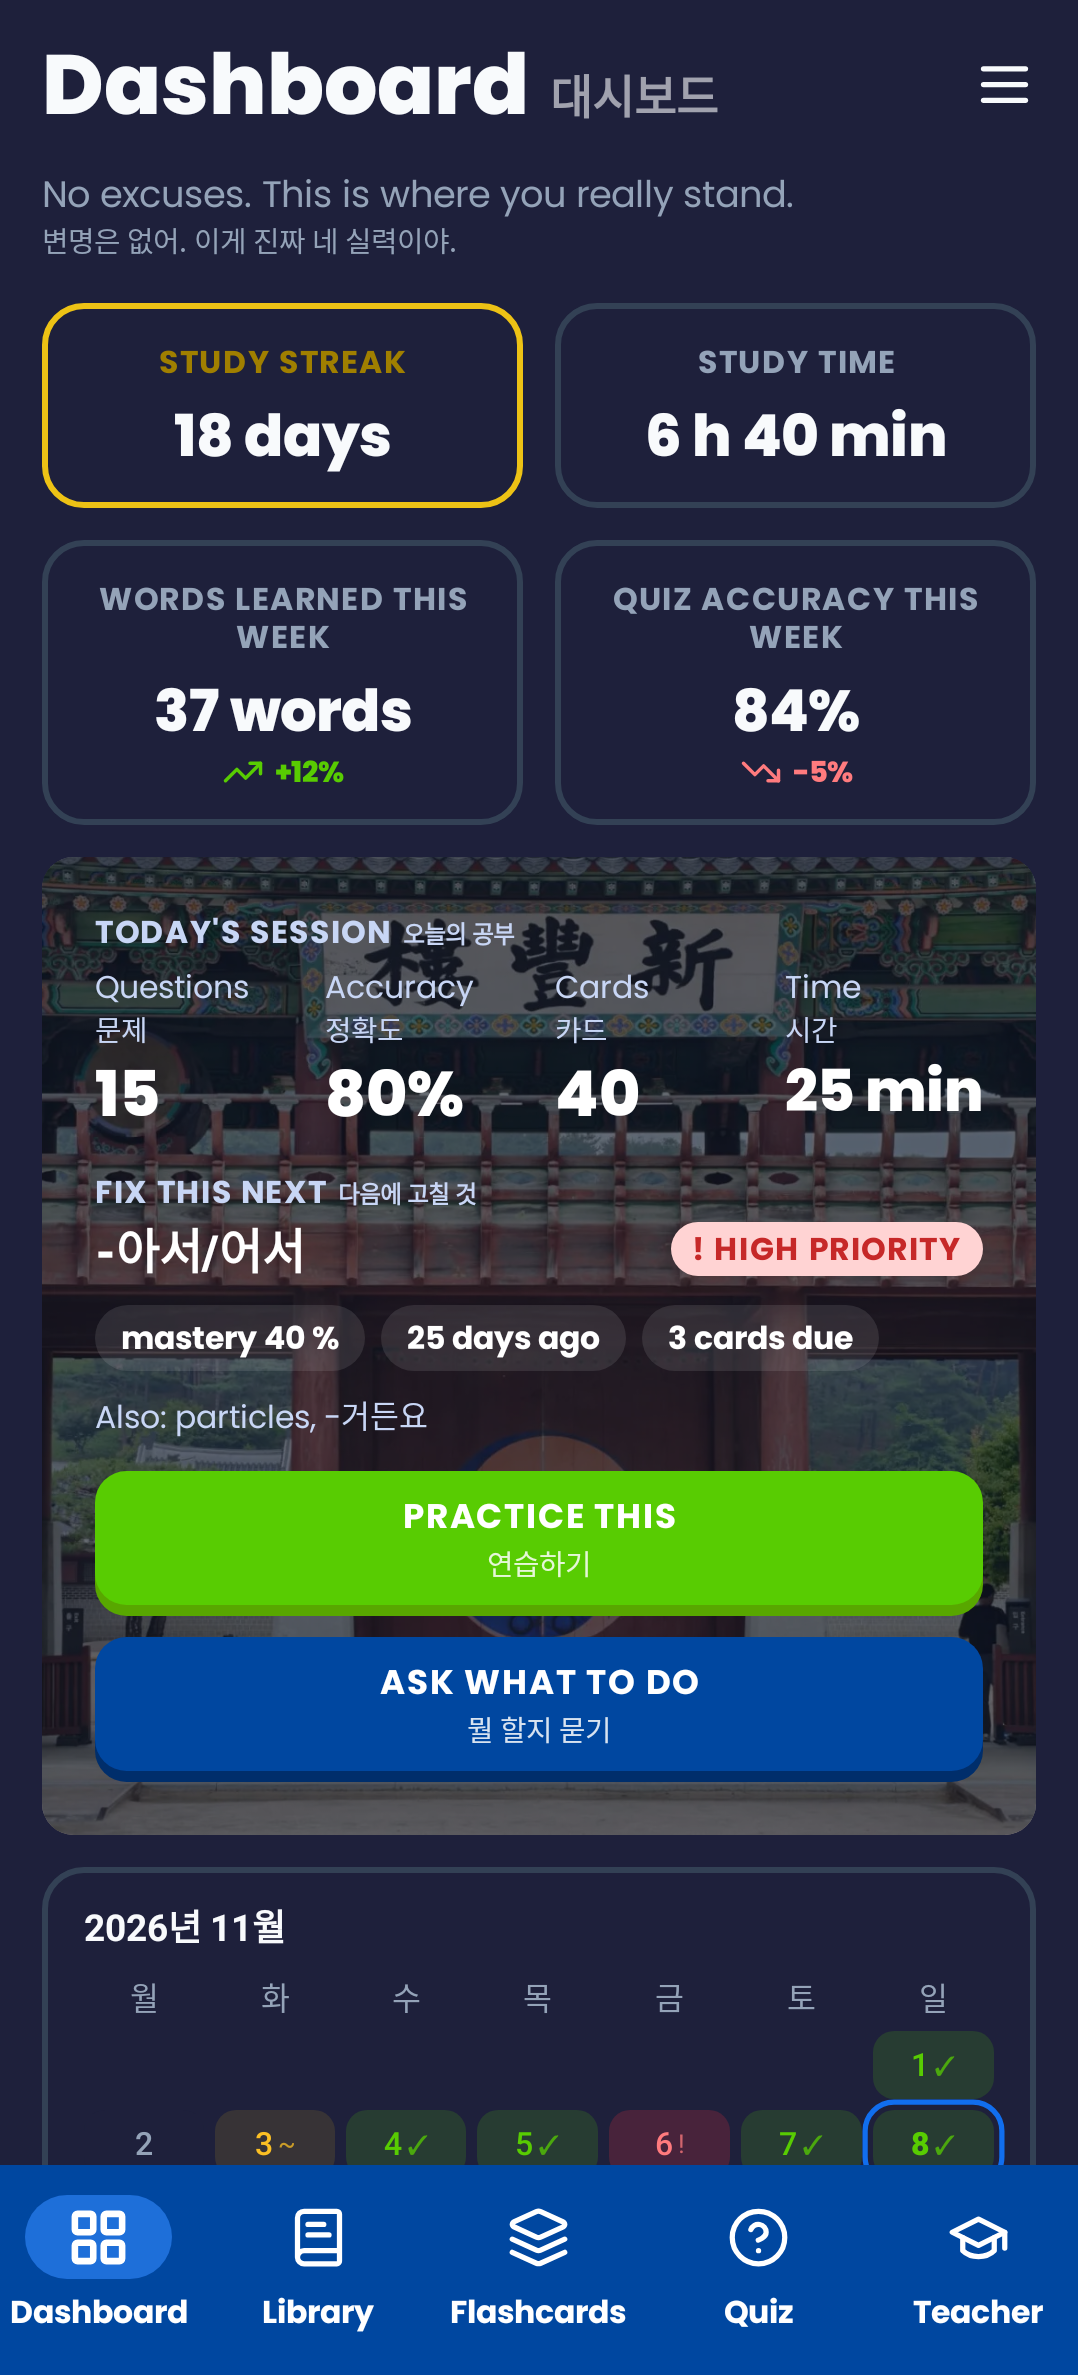 Dashboard 대시보드
No excuses. This is where you really stand.
변명은 없어. 이게 진짜 네 실력이야.
STUDY STREAK
18 days
STUDY TIME
6 h 40 min
WORDS LEARNED THIS
WEEK
37 words
+12%
QUIZ ACCURACY THIS
WEEK
84%
-5%
新豐樓
TODAY'S SESSION 오늘의 공부
Questions Accuracy Cards Time
문제 정확도 카드 시간
15 80% 40 25 min
FIX THIS NEXT 다음에 고칠 것
-아서/어서 ! HIGH PRIORITY
mastery 40 % 25 days ago 3 cards due
Also: particles, -거든요
PRACTICE THIS
연습하기
ASK WHAT TO DO
뭘 할지 묻기
2026년 11월
월 화 수 목 금 토 일
1✓
2 3~ 4✓ 5✓ 6! 7✓ 8✓
Dashboard Library Flashcards Quiz Teacher